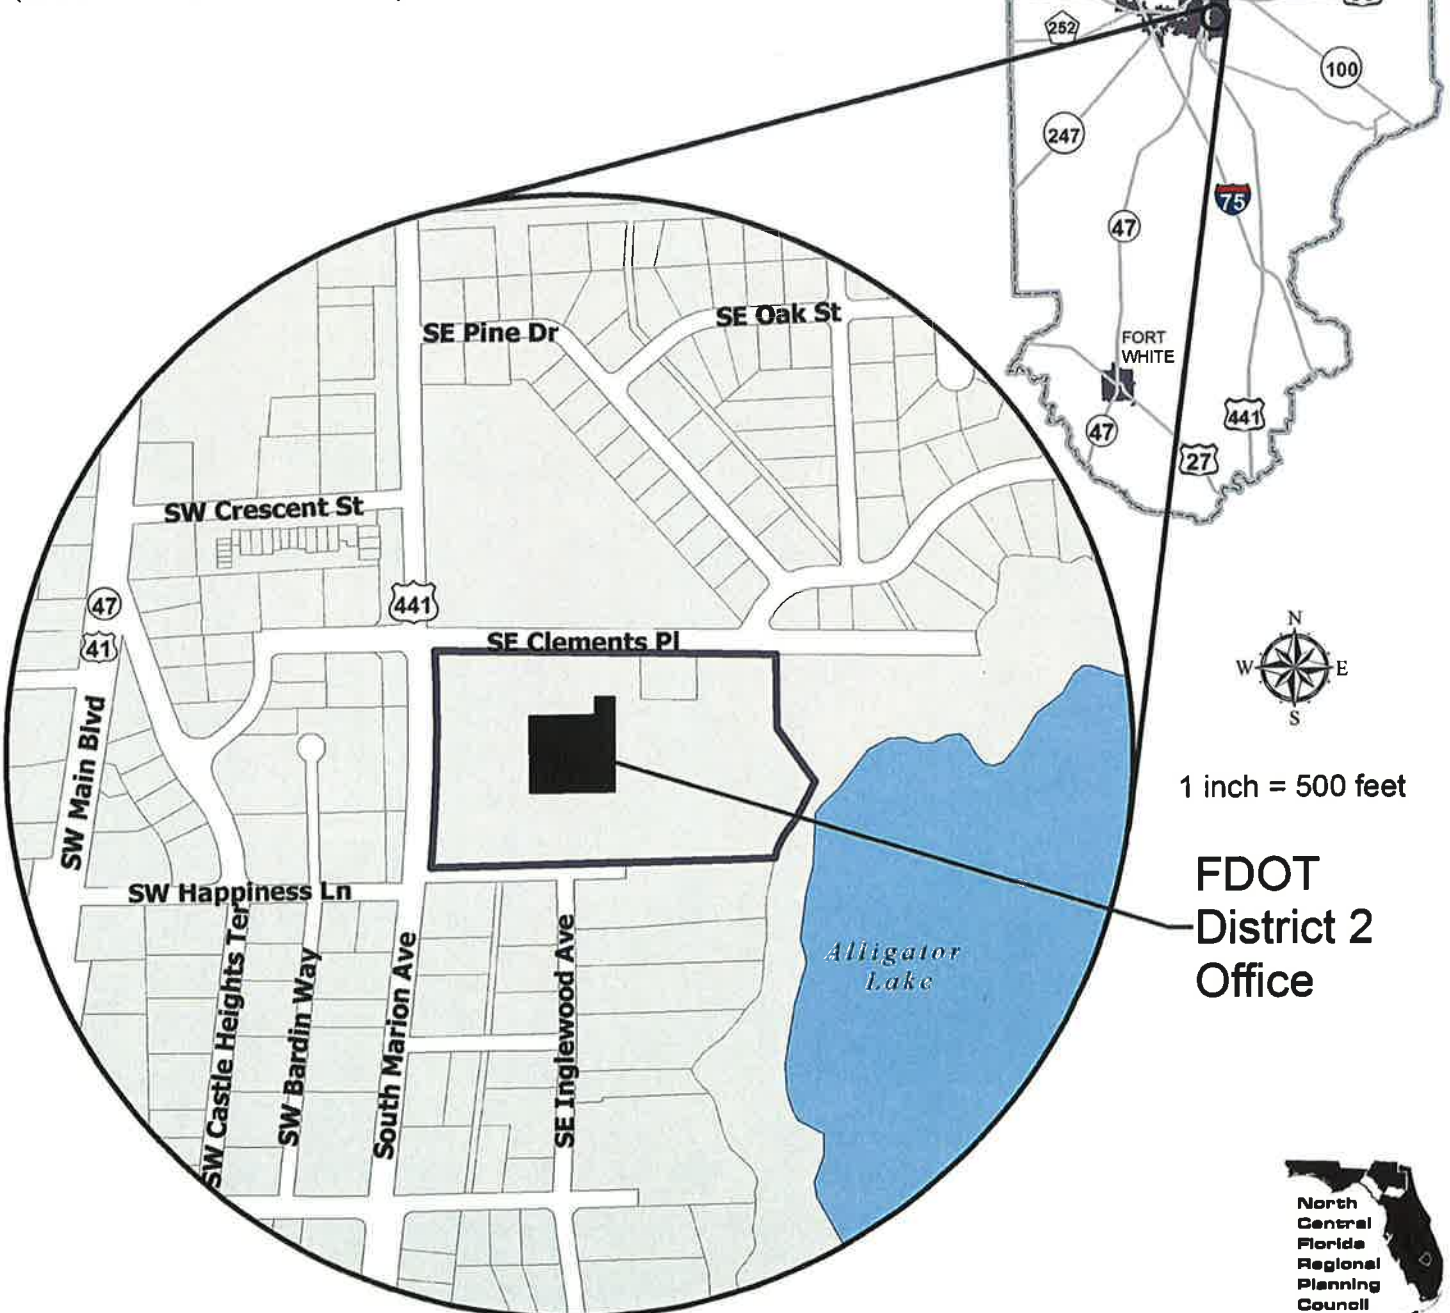 252
100
247
75
47
FORT
WHITE
47
441
27
SE Pine Dr
SE Oak St
SW Crescent St
47
41
441
SE Clements Pl
SW Main Blvd
SW Happiness Ln
SW Castle Heights Ter
SW Bardin Way
South Marion Ave
SE Inglewood Ave
Alligator
Lake
N
W E
S
1 inch = 500 feet
FDOT
District 2
Office
North
Central
Florida
Regional
Planning
Council